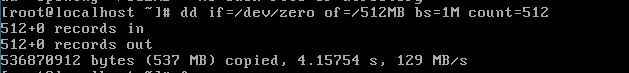 [root@localhost ~]# dd if=/dev/zero of=/512MB bs=1M count=512
512+0 records in
512+0 records out
536870912 bytes (537 MB) copied, 4.15754 s, 129 MB/s